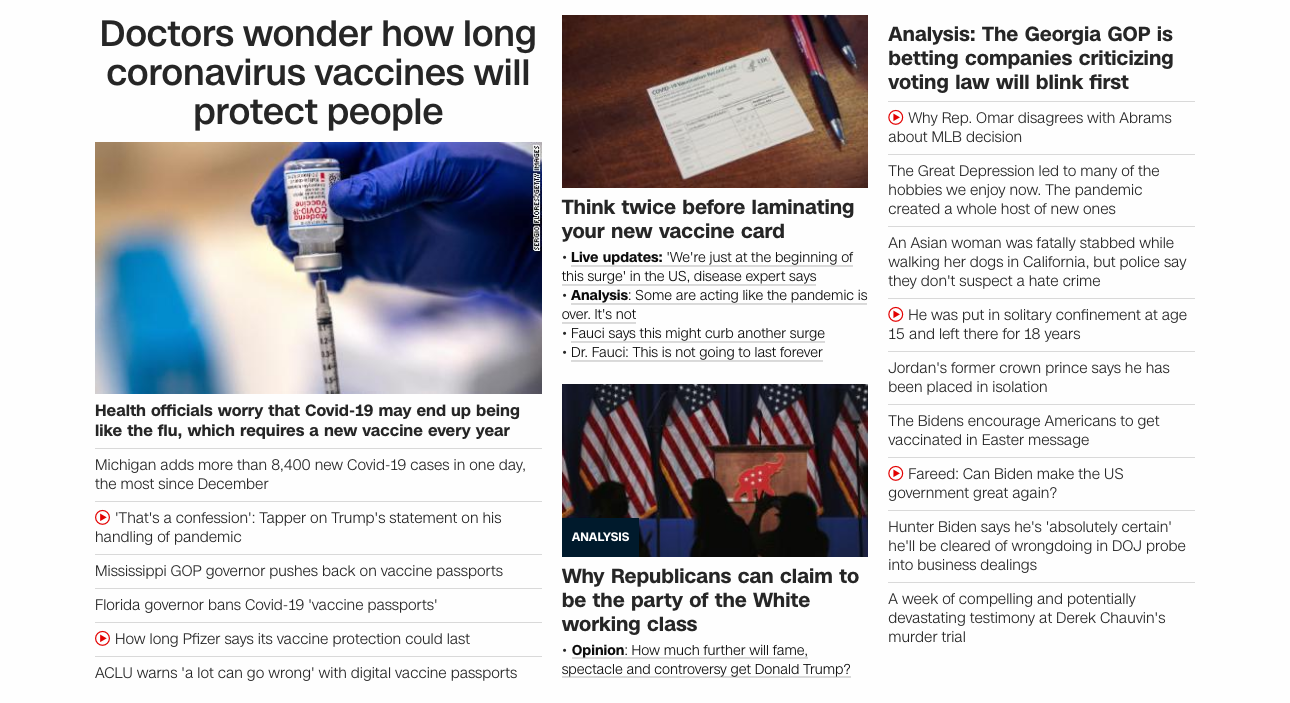 Doctors wonder how long
coronavirus vaccines will
protect people
SERGIO FLORES/GETTY IMAGES
Moderna
COVID-19
Vaccine
Health officials worry that Covid-19 may end up being
like the flu, which requires a new vaccine every year
Michigan adds more than 8,400 new Covid-19 cases in one day,
the most since December
'That's a confession': Tapper on Trump's statement on his
handling of pandemic
Mississippi GOP governor pushes back on vaccine passports
Florida governor bans Covid-19 'vaccine passports'
How long Pfizer says its vaccine protection could last
ACLU warns 'a lot can go wrong' with digital vaccine passports
COVID-19 Vaccination Record Card
CDC
Think twice before laminating
your new vaccine card
• Live updates: 'We're just at the beginning of
this surge' in the US, disease expert says
• Analysis: Some are acting like the pandemic is
over. It's not
• Fauci says this might curb another surge
• Dr. Fauci: This is not going to last forever
ANALYSIS
Why Republicans can claim to
be the party of the White
working class
• Opinion: How much further will fame,
spectacle and controversy get Donald Trump?
Analysis: The Georgia GOP is
betting companies criticizing
voting law will blink first
Why Rep. Omar disagrees with Abrams
about MLB decision
The Great Depression led to many of the
hobbies we enjoy now. The pandemic
created a whole host of new ones
An Asian woman was fatally stabbed while
walking her dogs in California, but police say
they don't suspect a hate crime
He was put in solitary confinement at age
15 and left there for 18 years
Jordan's former crown prince says he has
been placed in isolation
The Bidens encourage Americans to get
vaccinated in Easter message
Fareed: Can Biden make the US
government great again?
Hunter Biden says he's 'absolutely certain'
he'll be cleared of wrongdoing in DOJ probe
into business dealings
A week of compelling and potentially
devastating testimony at Derek Chauvin's
murder trial